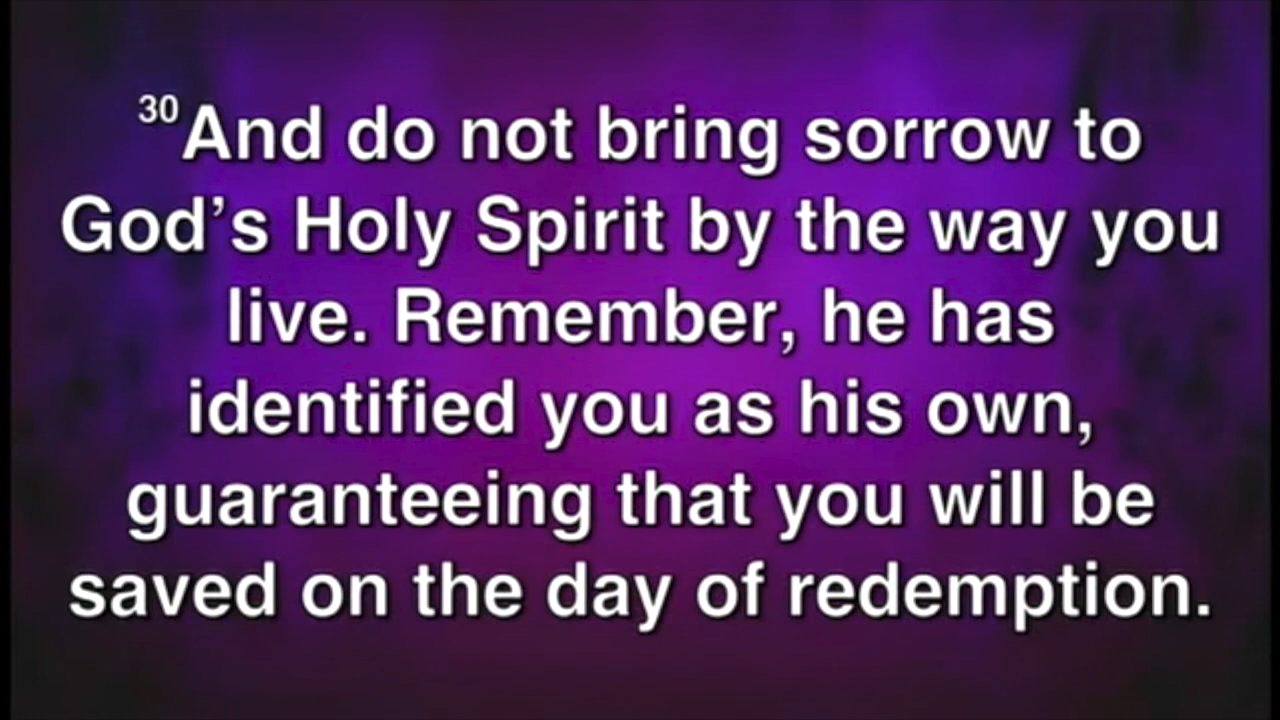 30And do not bring sorrow to
God’s Holy Spirit by the way you
live. Remember, he has
identified you as his own,
guaranteeing that you will be
saved on the day of redemption.